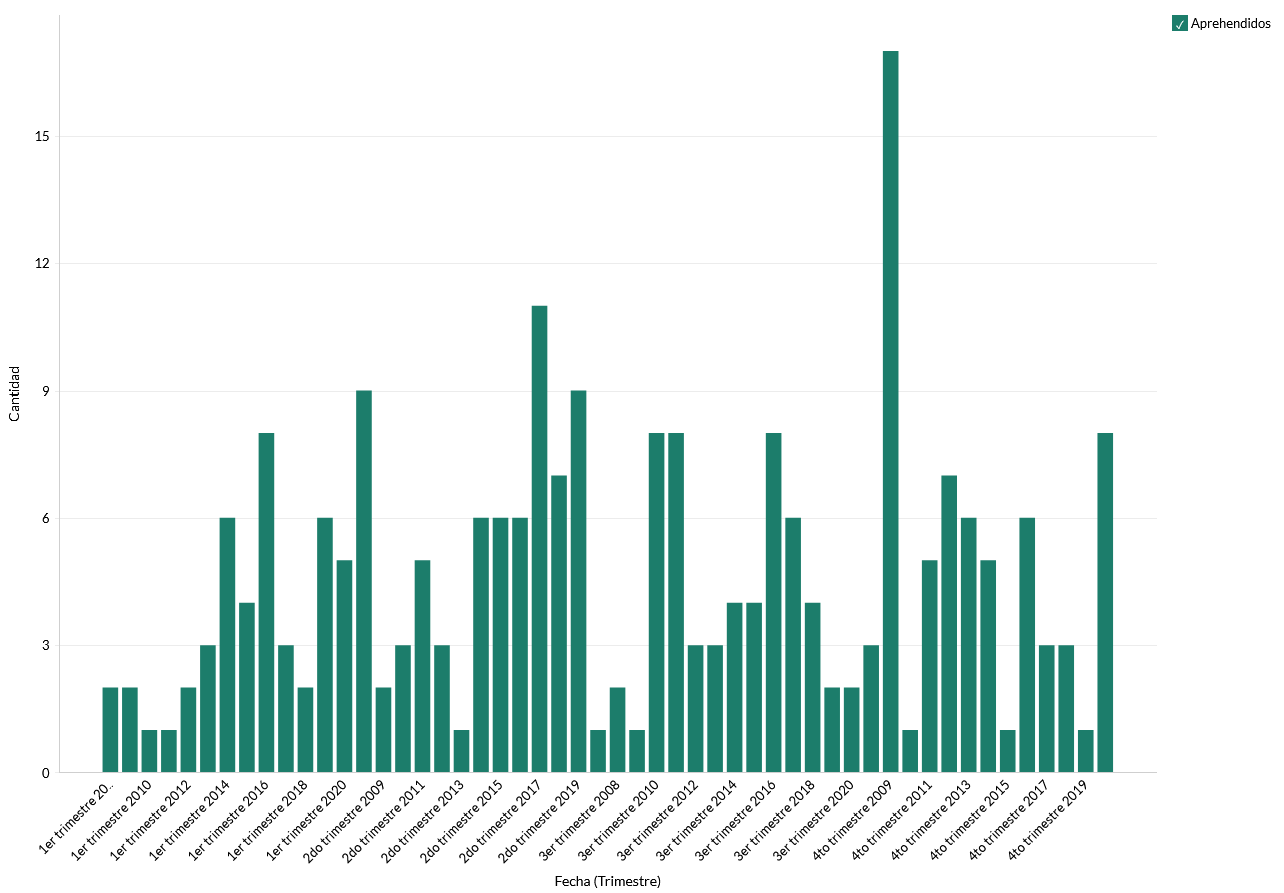 Aprehendidos
15
12
9
6
3
0
Cantidad
1er trimestre 20..
1er trimestre 2010
1er trimestre 2012
1er trimestre 2014
1er trimestre 2016
1er trimestre 2018
1er trimestre 2020
2do trimestre 2009
2do trimestre 2011
2do trimestre 2013
2do trimestre 2015
2do trimestre 2017
2do trimestre 2019
3er trimestre 2008
3er trimestre 2010
3er trimestre 2012
3er trimestre 2014
3er trimestre 2016
3er trimestre 2018
3er trimestre 2020
4to trimestre 2009
4to trimestre 2011
4to trimestre 2013
4to trimestre 2015
4to trimestre 2017
4to trimestre 2019
Fecha (Trimestre)